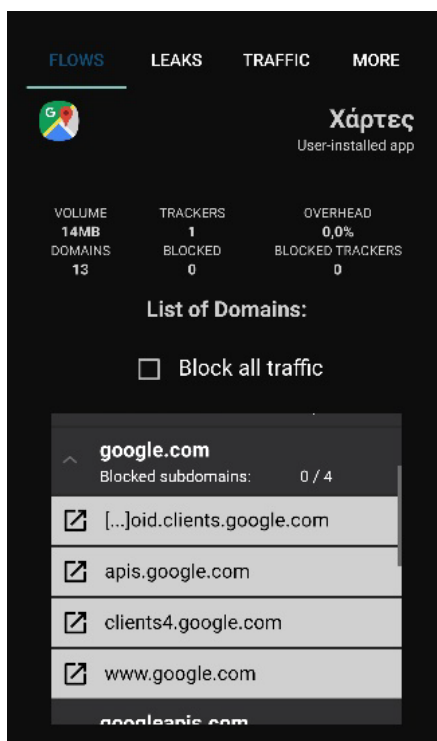 FLOWS LEAKS TRAFFIC MORE
G
Χάρτες
User-installed app
VOLUME TRACKERS OVERHEAD
14MB 1 0,0%
DOMAINS BLOCKED BLOCKED TRACKERS
13 0 0
List of Domains:
Block all traffic
google.com
Blocked subdomains: 0 / 4
[...]oid.clients.google.com
apis.google.com
clients4.google.com
www.google.com
googleapis.com